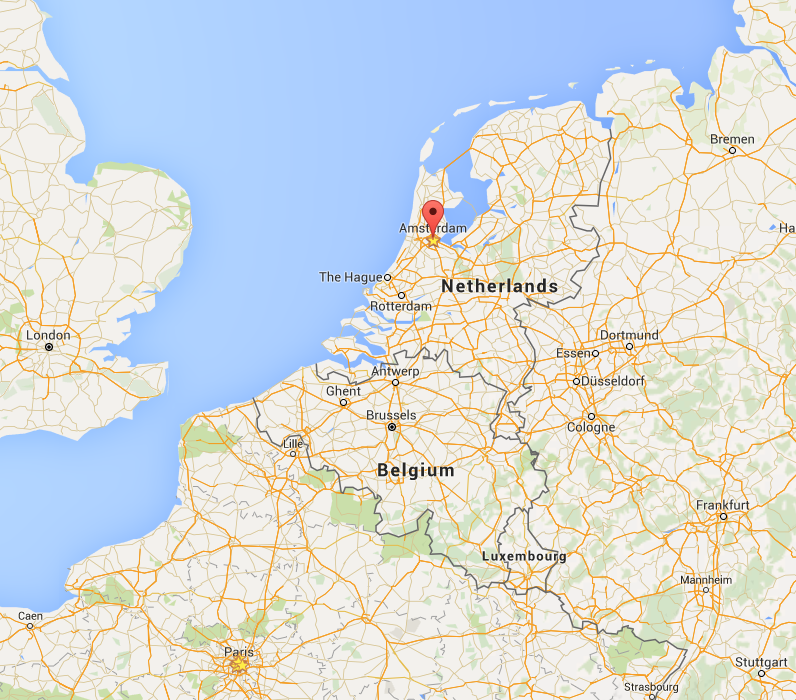 Bremen
Amsterdam
Ha
The Hague
Netherlands
Rotterdam
London
Dortmund
Essen
Antwerp
Düsseldorf
Ghent
Brussels
Cologne
Lille
Belgium
Frankfurt
Luxembourg
Mannheim
Caen
Paris
Stuttgart
Strasbourg